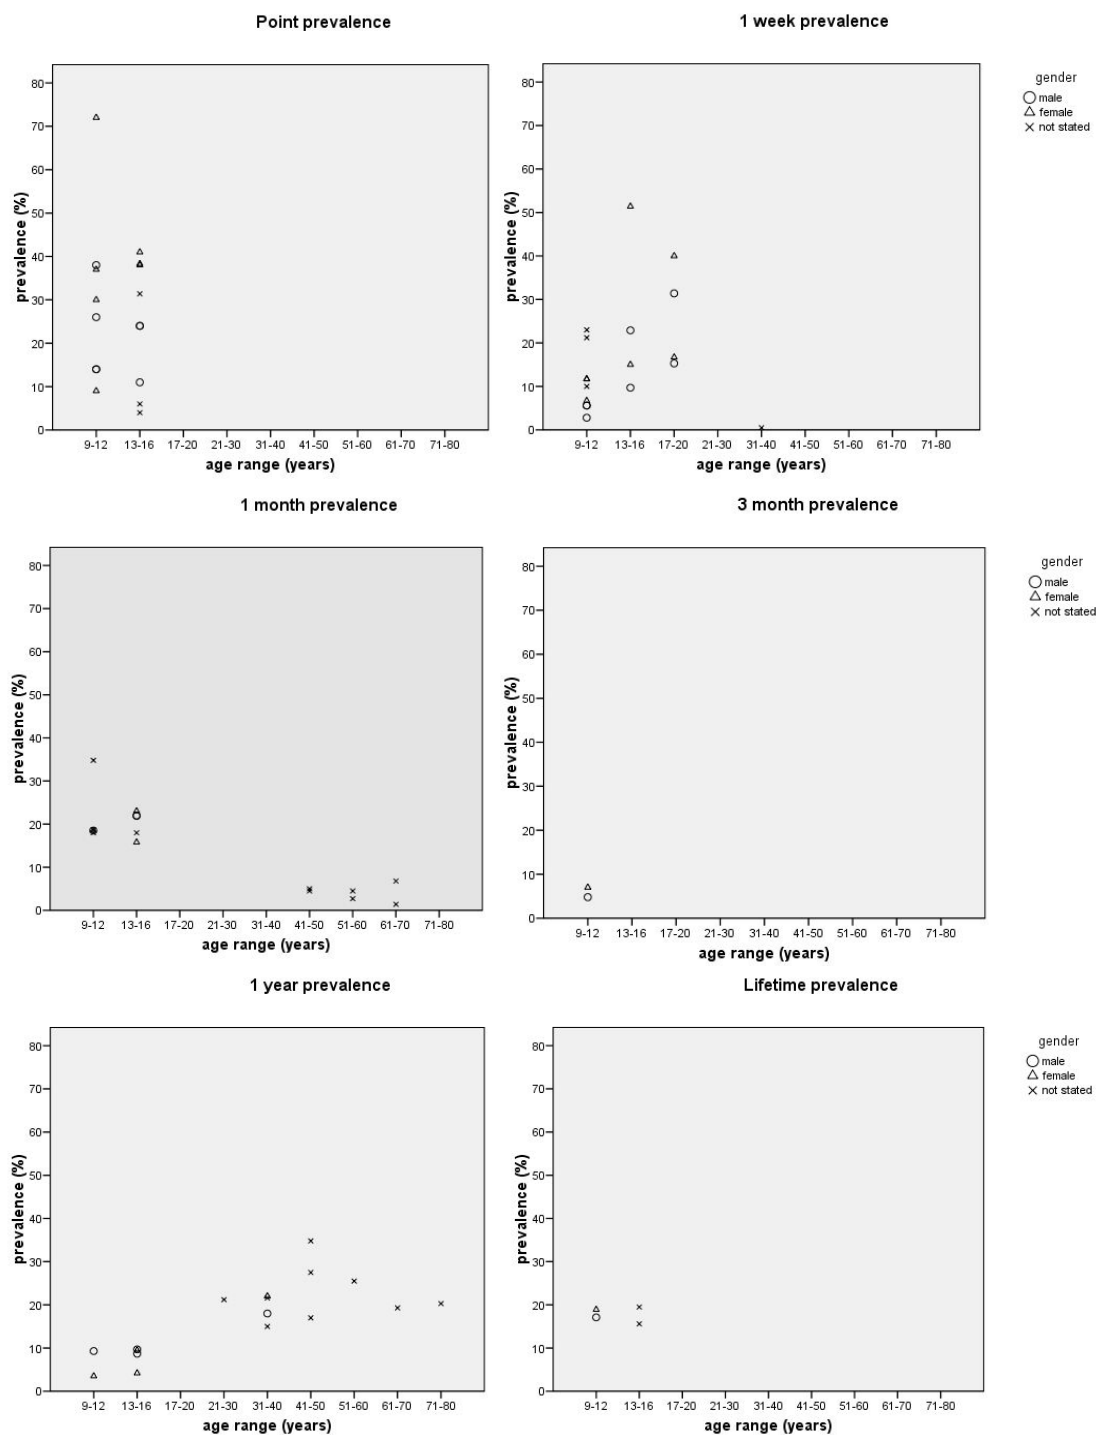 Point prevalence
80
70
60
50
40
30
20
10
0
prevalence (%)
9-12 13-16 17-20 21-30 31-40 41-50 51-60 61-70 71-80
age range (years)
1 week prevalence
80
70
60
50
40
30
20
10
0
prevalence (%)
9-12 13-16 17-20 21-30 31-40 41-50 51-60 61-70 71-80
age range (years)
gender
male
female
not stated
1 month prevalence
80
70
60
50
40
30
20
10
0
prevalence (%)
9-12 13-16 17-20 21-30 31-40 41-50 51-60 61-70 71-80
age range (years)
3 month prevalence
80
70
60
50
40
30
20
10
0
prevalence (%)
9-12 13-16 17-20 21-30 31-40 41-50 51-60 61-70 71-80
age range (years)
gender
male
female
not stated
1 year prevalence
80
70
60
50
40
30
20
10
0
prevalence (%)
9-12 13-16 17-20 21-30 31-40 41-50 51-60 61-70 71-80
age range (years)
Lifetime prevalence
80
70
60
50
40
30
20
10
0
prevalence (%)
9-12 13-16 17-20 21-30 31-40 41-50 51-60 61-70 71-80
age range (years)
gender
male
female
not stated